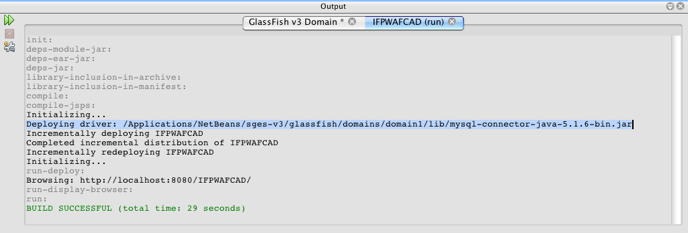 Output
GlassFish v3 Domain * IFPWAFCAD (run)
init:
deps-module-jar:
deps-ear-jar:
deps-jar:
library-inclusion-in-archive:
library-inclusion-in-manifest:
compile:
compile-jsps:
Initializing...
Deploying driver: /Applications/NetBeans/sges-v3/glassfish/domains/domain1/lib/mysql-connector-java-5.1.6-bin.jar
Incrementally deploying IFPWAFCAD
Completed incremental distribution of IFPWAFCAD
Incrementally redeploying IFPWAFCAD
Initializing...
run-deploy:
Browsing: http://localhost:8080/IFPWAFCAD/
run-display-browser:
run:
BUILD SUCCESSFUL (total time: 29 seconds)